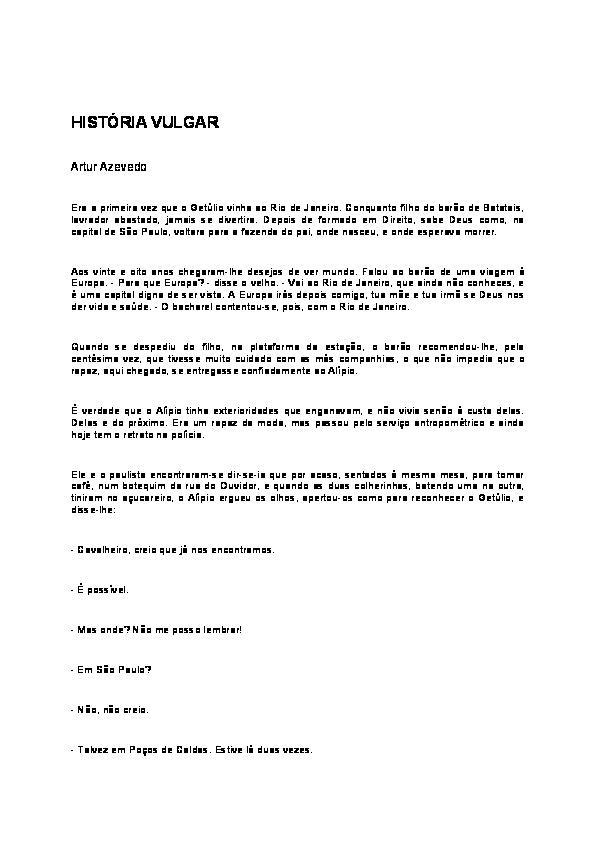 HISTÓRIA VULGAR
Artur Azevedo
Era a primeira vez que o Getúlio vinha ao Rio de Janeiro. Conquanto filho do barão de Batatais,
lavrador abastado, jamais se divertira. Depois de formado em Direito, sabe Deus como, na
capital de São Paulo, voltara para a fazenda do pai, onde nasceu, e onde esperava morrer.
Aos vinte e oito anos chegaram-lhe desejos de ver mundo. Falou ao barão de uma viagem à
Europa. - Para que Europa? - disse o velho. - Vai ao Rio de Janeiro, que ainda não conheces, e
é uma capital digna de ser vista. A Europa irás depois comigo, tua mãe e tua irmã se Deus nos
der vida e saúde. - O bacharel contentou-se, pois, com o Rio de Janeiro.
Quando se despediu do filho, na plataforma da estação, o barão recomendou-lhe, pela
centésima vez, que tivesse muito cuidado com as más companhias, o que não impedia que o
rapaz, aqui chegado, se entregasse confiadamente ao Alípio.
É verdade que o Alípio tinha exterioridades que enganavam, e não vivia senão à custa delas.
Delas e do próximo. Era um rapaz da moda, mas passou pelo serviço antropométrico e ainda
hoje tem o retrato na polícia.
Ele e o paulista encontraram-se dir-se-ia que por acaso, sentados à mesma mesa, para tomar
café, num botequim da rua do Ouvidor, e quando as duas colherinhas, batendo uma na outra,
tiniram no açucareiro, o Alípio ergueu os olhos, apertou-os como para reconhecer o Getúlio, e
disse-lhe:
- Cavalheiro, creio que já nos encontramos.
- É possível.
- Mas onde? Não me posso lembrar!
- Em São Paulo?
- Não, não creio.
- Talvez em Poços de Caldas. Estive lá duas vezes.